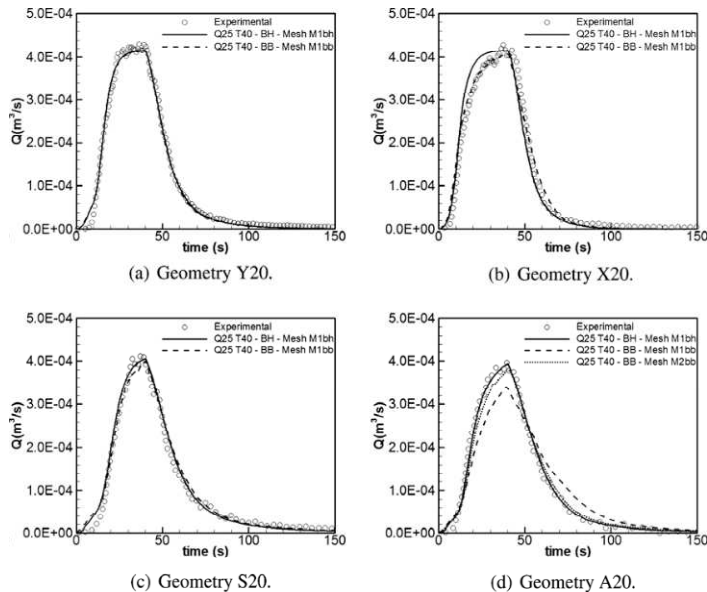 5.0E-04
4.0E-04
3.0E-04
2.0E-04
1.0E-04
0.0E+00
Q(m³/s)
0
50
100
150
time (s)
Experimental
Q25 T40 - BH - Mesh M1bh
Q25 T40 - BB - Mesh M1bb
(a) Geometry Y20.
5.0E-04
4.0E-04
3.0E-04
2.0E-04
1.0E-04
0.0E+00
Q(m³/s)
0
50
100
150
time (s)
Experimental
Q25 T40 - BH - Mesh M1bh
Q25 T40 - BB - Mesh M1bb
(b) Geometry X20.
5.0E-04
4.0E-04
3.0E-04
2.0E-04
1.0E-04
0.0E+00
Q(m³/s)
0
50
100
150
time (s)
Experimental
Q25 T40 - BH - Mesh M1bh
Q25 T40 - BB - Mesh M1bb
(c) Geometry S20.
5.0E-04
4.0E-04
3.0E-04
2.0E-04
1.0E-04
0.0E+00
Q(m³/s)
0
50
100
150
time (s)
Experimental
Q25 T40 - BH - Mesh M1bh
Q25 T40 - BB - Mesh M1bb
Q25 T40 - BB - Mesh M2bb
(d) Geometry A20.